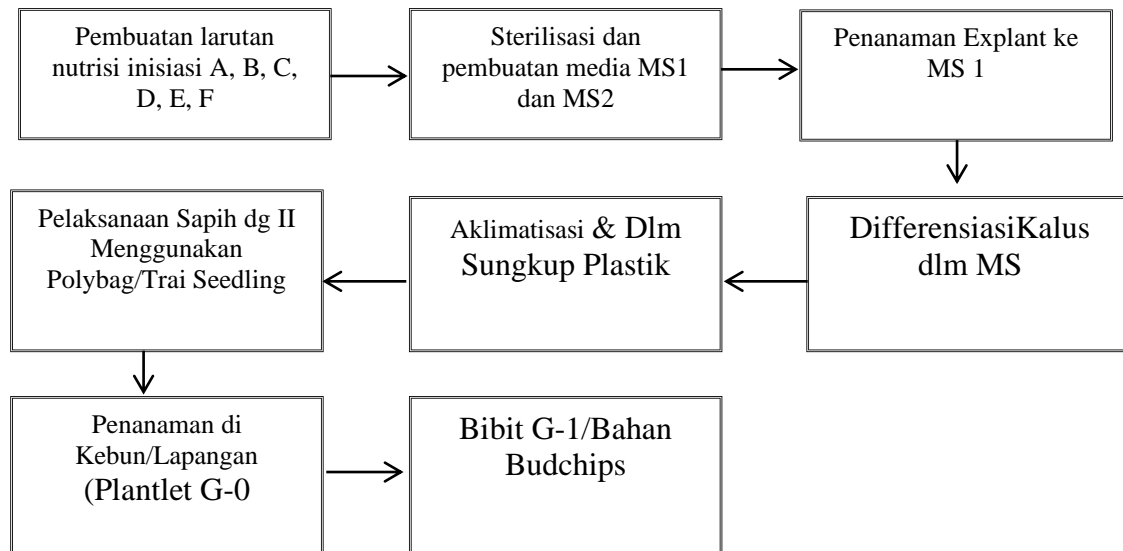 Pembuatan larutan
nutrisi inisiasi A, B, C,
D, E, F
Sterilisasi dan
pembuatan media MS1
dan MS2
Penanaman Explant ke
MS 1
DifferensiasiKalus
dlm MS
Aklimatisasi & Dlm
Sungkup Plastik
Pelaksanaan Sapih dg II
Menggunakan
Polybag/Trai Seedling
Penanaman di
Kebun/Lapangan
(Plantlet G-0
Bibit G-1/Bahan
Budchips